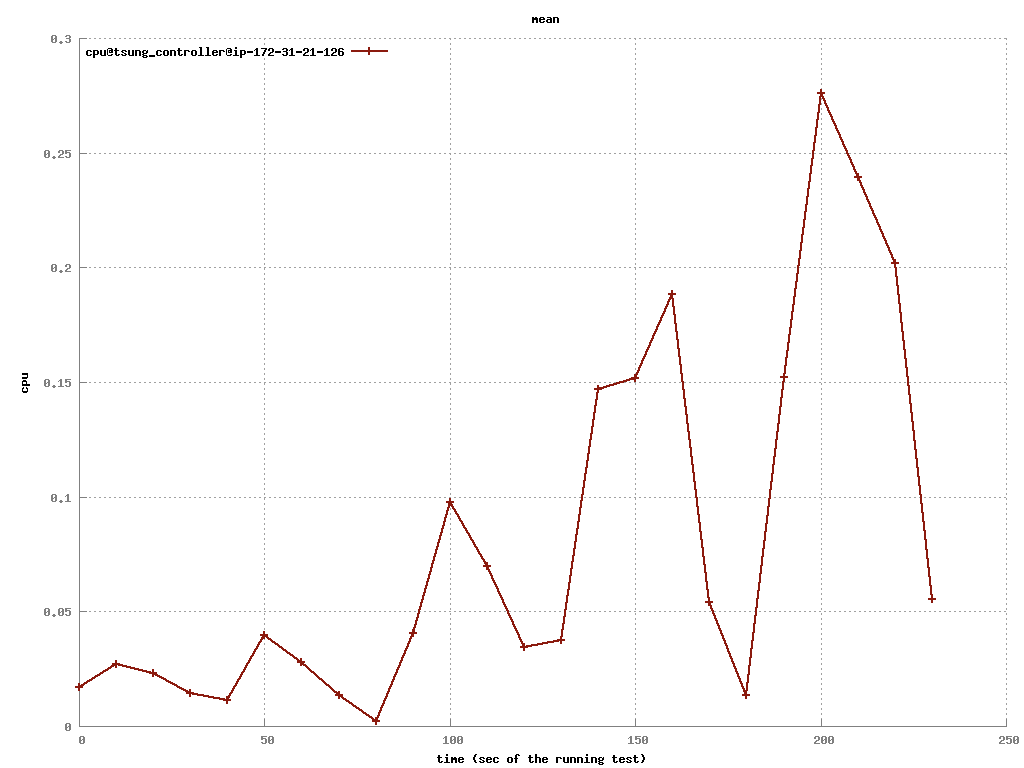 mean
cpu@tsung_controller@ip-172-31-21-126
0.3
0.25
0.2
0.15
0.1
0.05
0
cpu
0 50 100 150 200 250
time (sec of the running test)